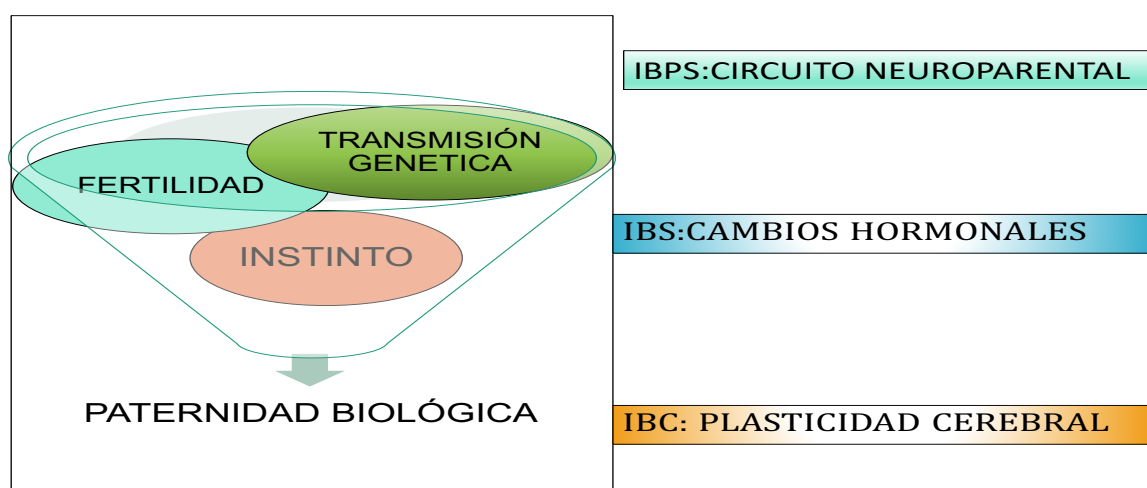 TRANSMISIÓN
GENETICA
FERTILIDAD
INSTINTO
PATERNIDAD BIOLÓGICA
IBPS:CIRCUITO NEUROPARENTAL
IBS:CAMBIOS HORMONALES
IBC: PLASTICIDAD CEREBRAL